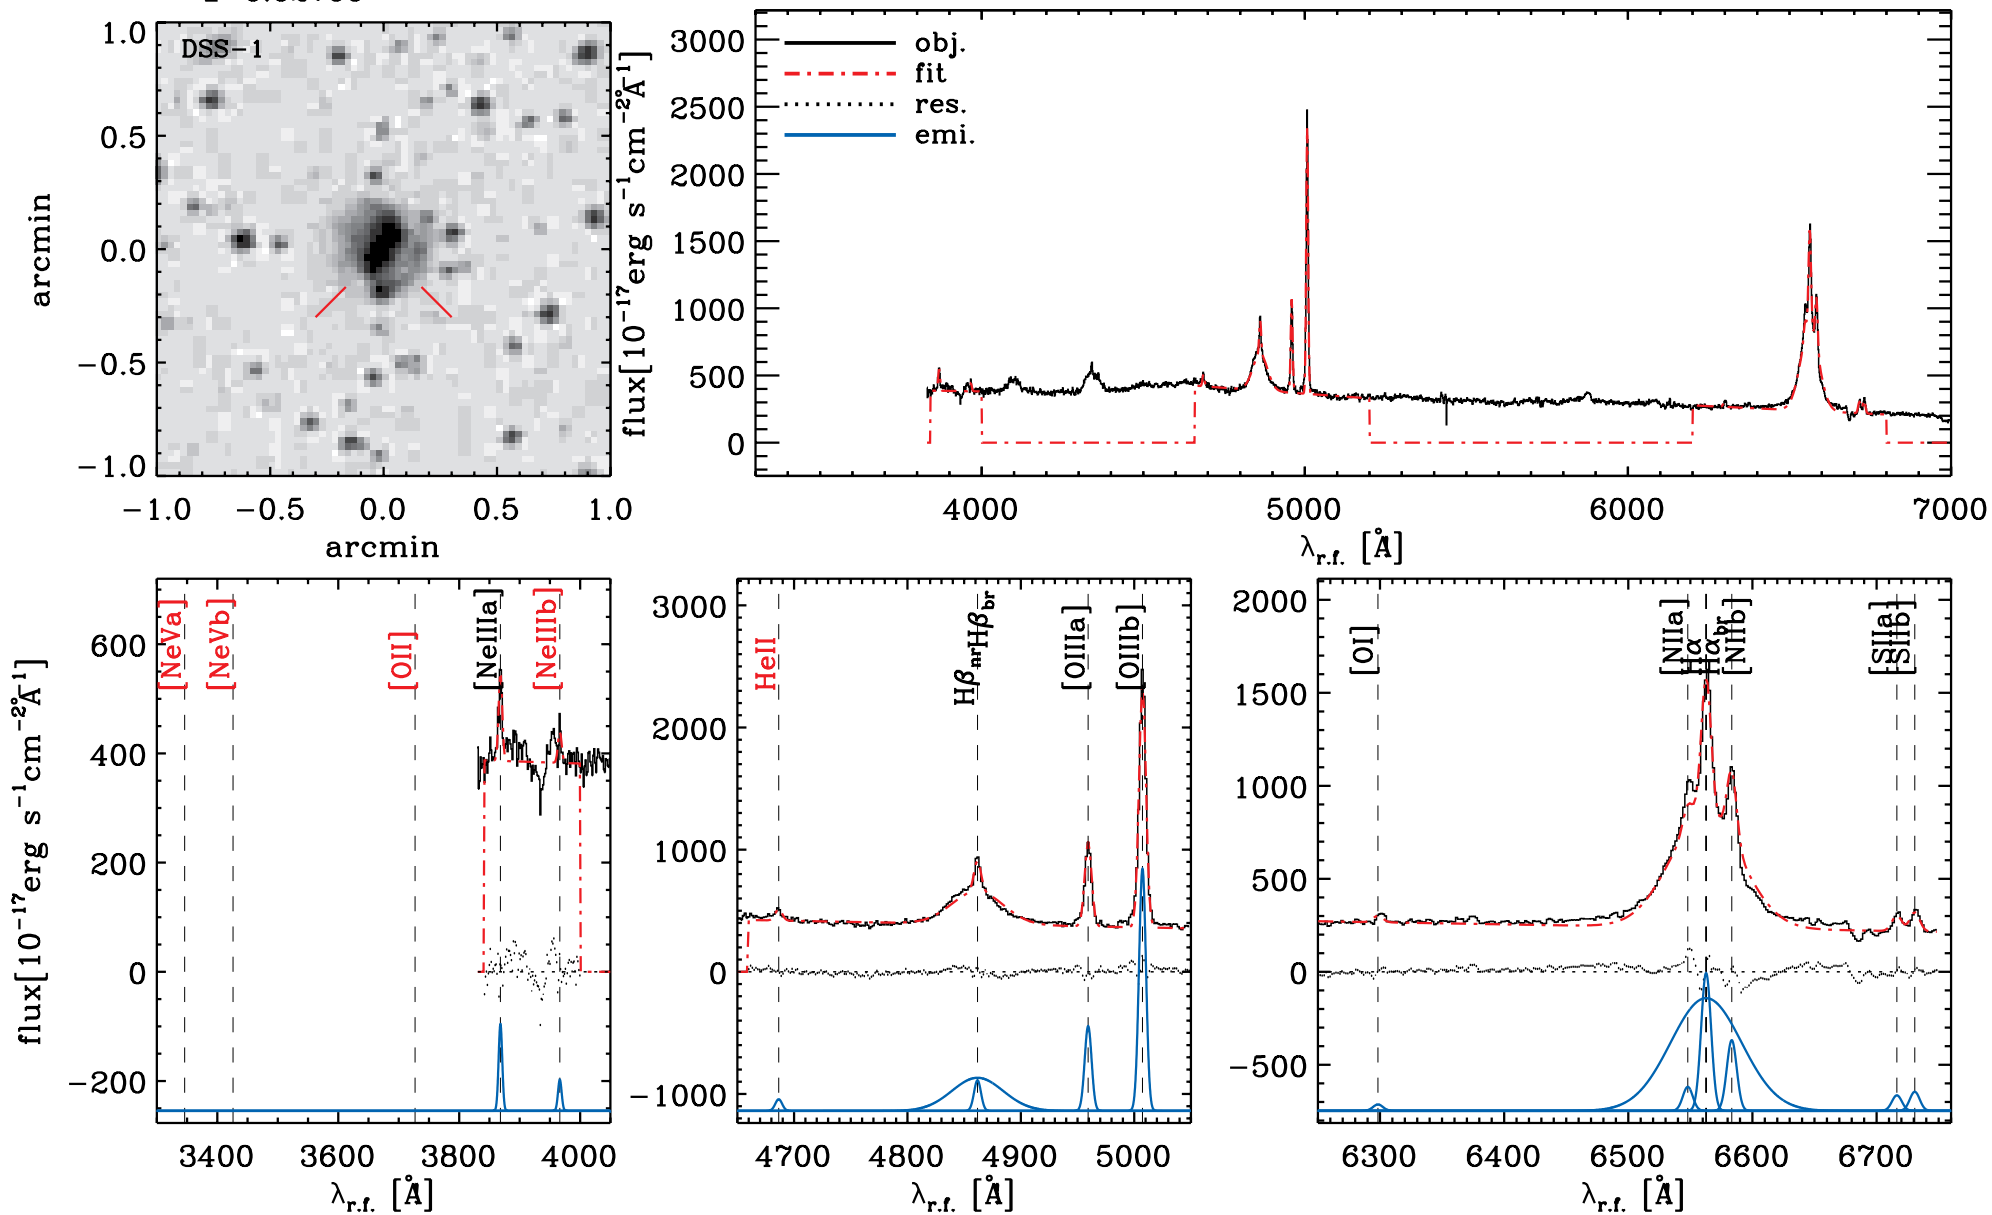 DSS-1
1.0
0.5
0.0
−0.5
−1.0
arcmin
−1.0 −0.5 0.0 0.5 1.0
arcmin
obj.
fit
res.
emi.
3000
2500
2000
1500
1000
500
0
flux[10⁻¹⁷erg s⁻¹cm⁻²Å⁻¹]
4000 5000 6000 7000
λr.f. [Å]
[NeVa] [NeVb] [OII] [NeIIIa] [NeIIIb]
600
400
200
0
−200
flux[10⁻¹⁷erg s⁻¹cm⁻²Å⁻¹]
3400 3600 3800 4000
λr.f. [Å]
HeII Hβnr Hβbr [OIIIa] [OIIIb]
3000
2000
1000
0
−1000
4700 4800 4900 5000
λr.f. [Å]
[OI] [NIIa] Hα Hαbr [NIIb] [SIIa] [SIIb]
2000
1500
1000
500
0
−500
6300 6400 6500 6600 6700
λr.f. [Å]